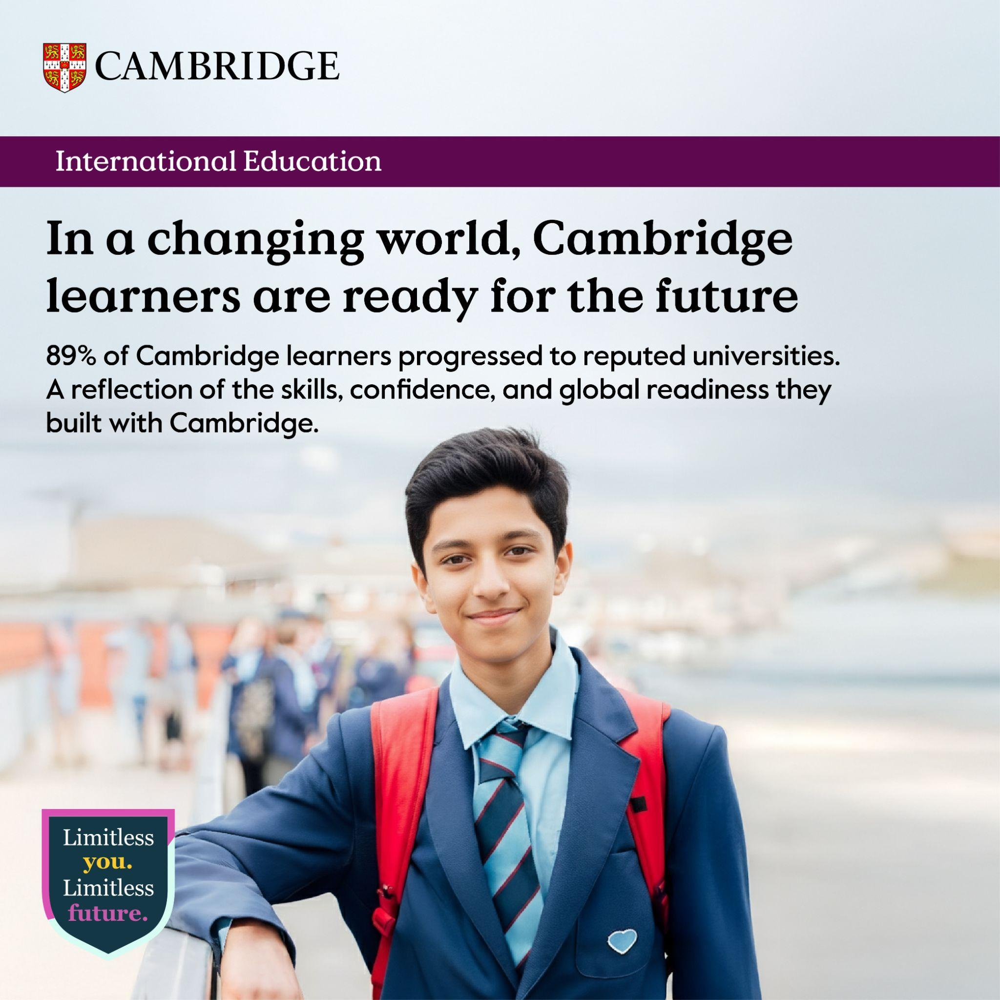 CAMBRIDGE
International Education
In a changing world, Cambridge
learners are ready for the future
89% of Cambridge learners progressed to reputed universities.
A reflection of the skills, confidence, and global readiness they
built with Cambridge.
Limitless
you.
Limitless
future.